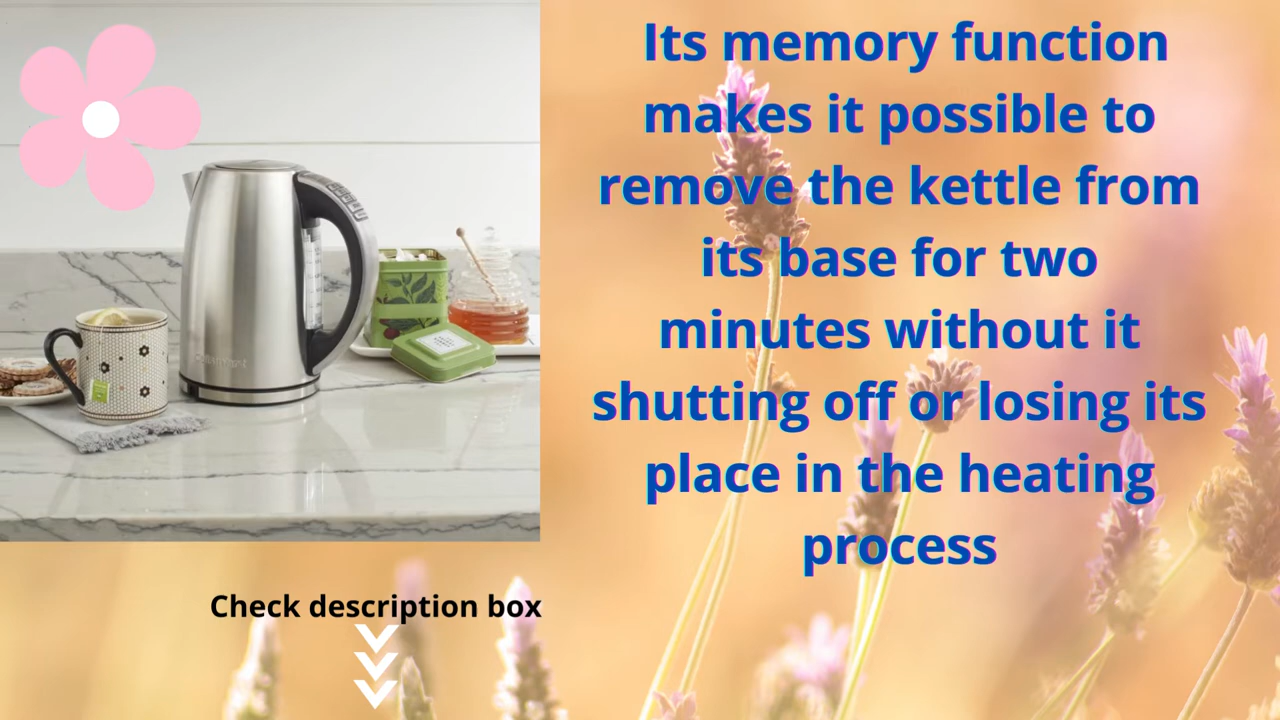 Its memory function
makes it possible to
remove the kettle from
its base for two
minutes without it
shutting off or losing its
place in the heating
process
Check description box